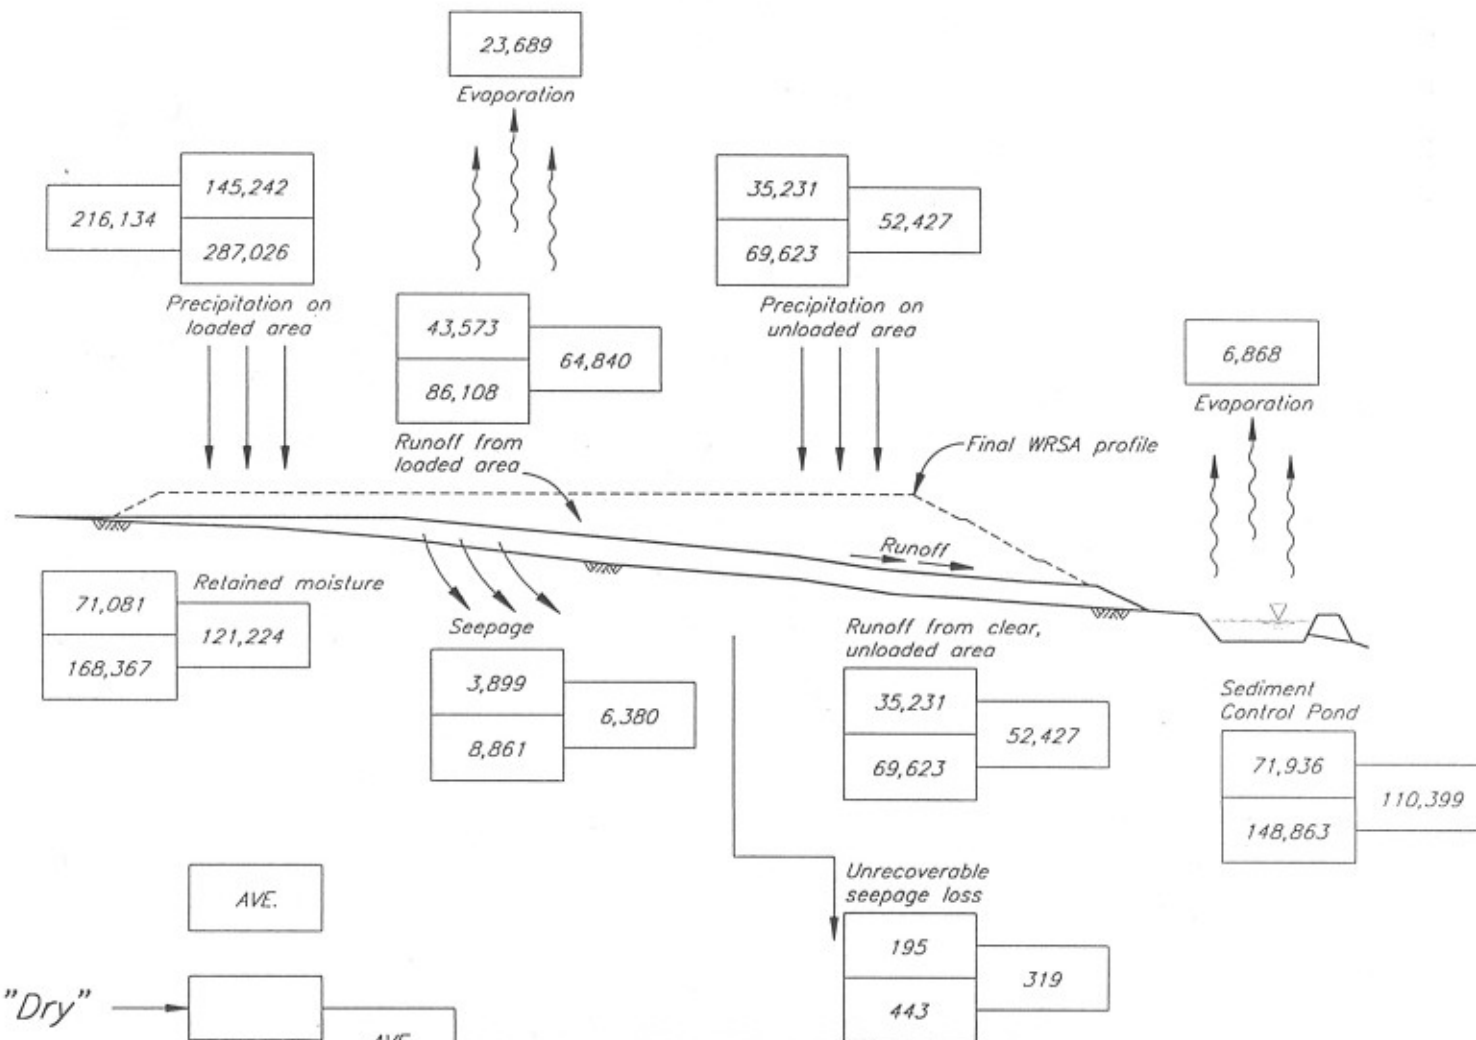 23,689
Evaporation
145,242
216,134
287,026
Precipitation on
loaded area
43,573
64,840
86,108
Runoff from
loaded area
35,231
52,427
69,623
Precipitation on
unloaded area
6,868
Evaporation
Final WRSA profile
Runoff
Retained moisture
71,081
121,224
168,367
Seepage
3,899
6,380
8,861
Runoff from clear,
unloaded area
35,231
52,427
69,623
Sediment
Control Pond
71,936
110,399
148,863
Unrecoverable
seepage loss
195
319
443
AVE.
"Dry"